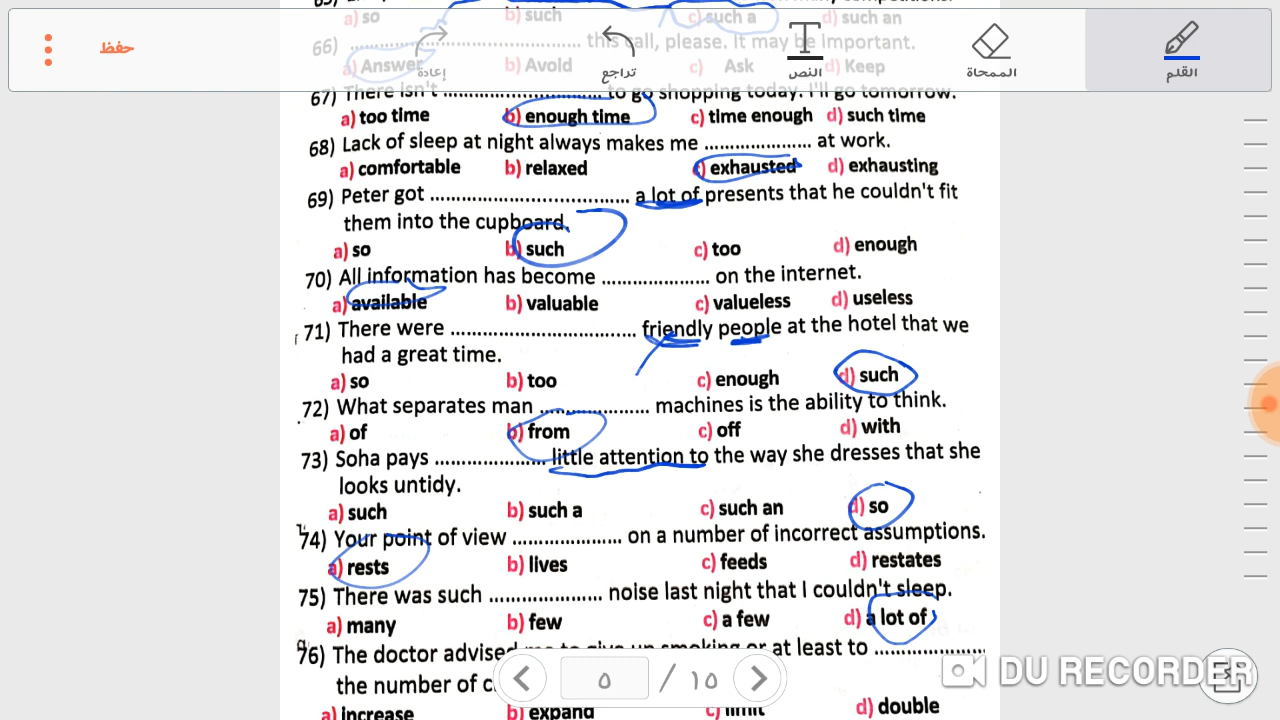 a) so b) such c) such a d) such an
66) ........................................ this call, please. It may be important.
a) Answer b) Avoid c) Ask d) Keep
حفظ
إعادة
تراجع
النص
الممحاة
القلم
67) There isn't ............................ to go shopping today. I'll go tomorrow.
a) too time b) enough time c) time enough d) such time
68) Lack of sleep at night always makes me .................... at work.
a) comfortable b) relaxed c) exhausted d) exhausting
69) Peter got ..................................... a lot of presents that he couldn't fit
them into the cupboard.
a) so b) such c) too d) enough
70) All information has become .................... on the internet.
a) available b) valuable c) valueless d) useless
71) There were .................................. friendly people at the hotel that we
had a great time.
a) so b) too c) enough d) such
72) What separates man .................... machines is the ability to think.
a) of b) from c) off d) with
73) Soha pays .................... little attention to the way she dresses that she
looks untidy.
a) such b) such a c) such an d) so
74) Your point of view .................... on a number of incorrect assumptions.
a) rests b) lives c) feeds d) restates
75) There was such .................... noise last night that I couldn't sleep.
a) many b) few c) a few d) a lot of
76) The doctor advised me to give up smoking or at least to ....................
the number of
a) increase b) expand c) limit d) double
٥ / ١٥
DU RECORDER